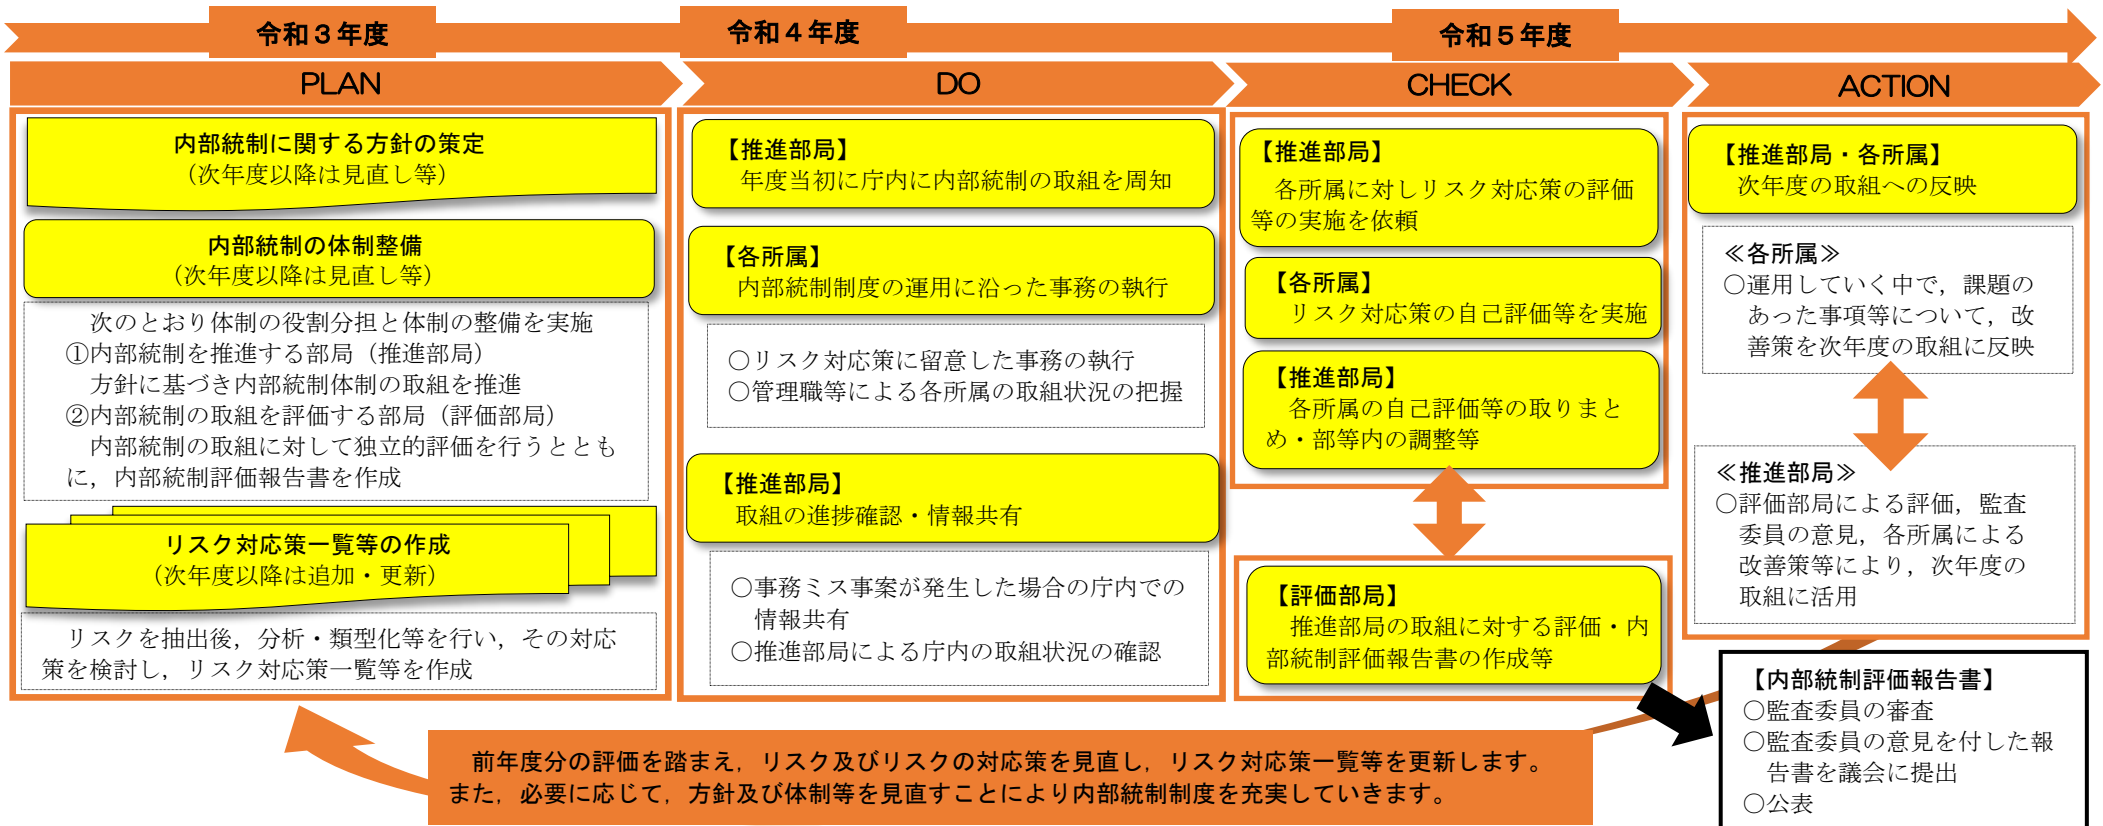 令和３年度
令和４年度
令和５年度
PLAN
DO
CHECK
ACTION
内部統制に関する方針の策定
（次年度以降は見直し等）
内部統制の体制整備
（次年度以降は見直し等）
次のとおり体制の役割分担と体制の整備を実施
①内部統制を推進する部局（推進部局）
方針に基づき内部統制体制の取組を推進
②内部統制の取組を評価する部局（評価部局）
内部統制の取組に対して独立的評価を行うととも
に，内部統制評価報告書を作成
リスク対応策一覧等の作成
（次年度以降は追加・更新）
リスクを抽出後，分析・類型化等を行い，その対応
策を検討し，リスク対応策一覧等を作成
【推進部局】
年度当初に庁内に内部統制の取組を周知
【各所属】
内部統制制度の運用に沿った事務の執行
○リスク対応策に留意した事務の執行
○管理職等による各所属の取組状況の把握
【推進部局】
取組の進捗確認・情報共有
○事務ミス事案が発生した場合の庁内での
情報共有
○推進部局による庁内の取組状況の確認
【推進部局】
各所属に対しリスク対応策の評価
等の実施を依頼
【各所属】
リスク対応策の自己評価等を実施
【推進部局】
各所属の自己評価等の取りまと
め・部等内の調整等
【評価部局】
推進部局の取組に対する評価・内
部統制評価報告書の作成等
【推進部局・各所属】
次年度の取組への反映
≪各所属≫
○運用していく中で，課題の
あった事項等について，改
善策を次年度の取組に反映
≪推進部局≫
○評価部局による評価，監査
委員の意見，各所属による
改善策等により，次年度の
取組に活用
【内部統制評価報告書】
○監査委員の審査
○監査委員の意見を付した報
告書を議会に提出
○公表
前年度分の評価を踏まえ，リスク及びリスクの対応策を見直し，リスク対応策一覧等を更新します。
また，必要に応じて，方針及び体制等を見直すことにより内部統制制度を充実していきます。